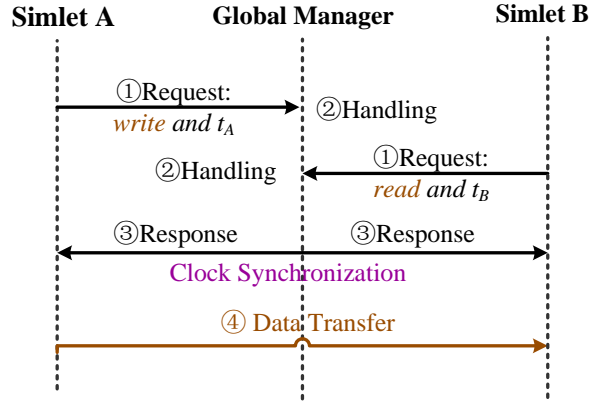 Simlet A
Global Manager
Simlet B
①Request:
write and tA
②Handling
②Handling
①Request:
read and tB
③Response
③Response
Clock Synchronization
④ Data Transfer